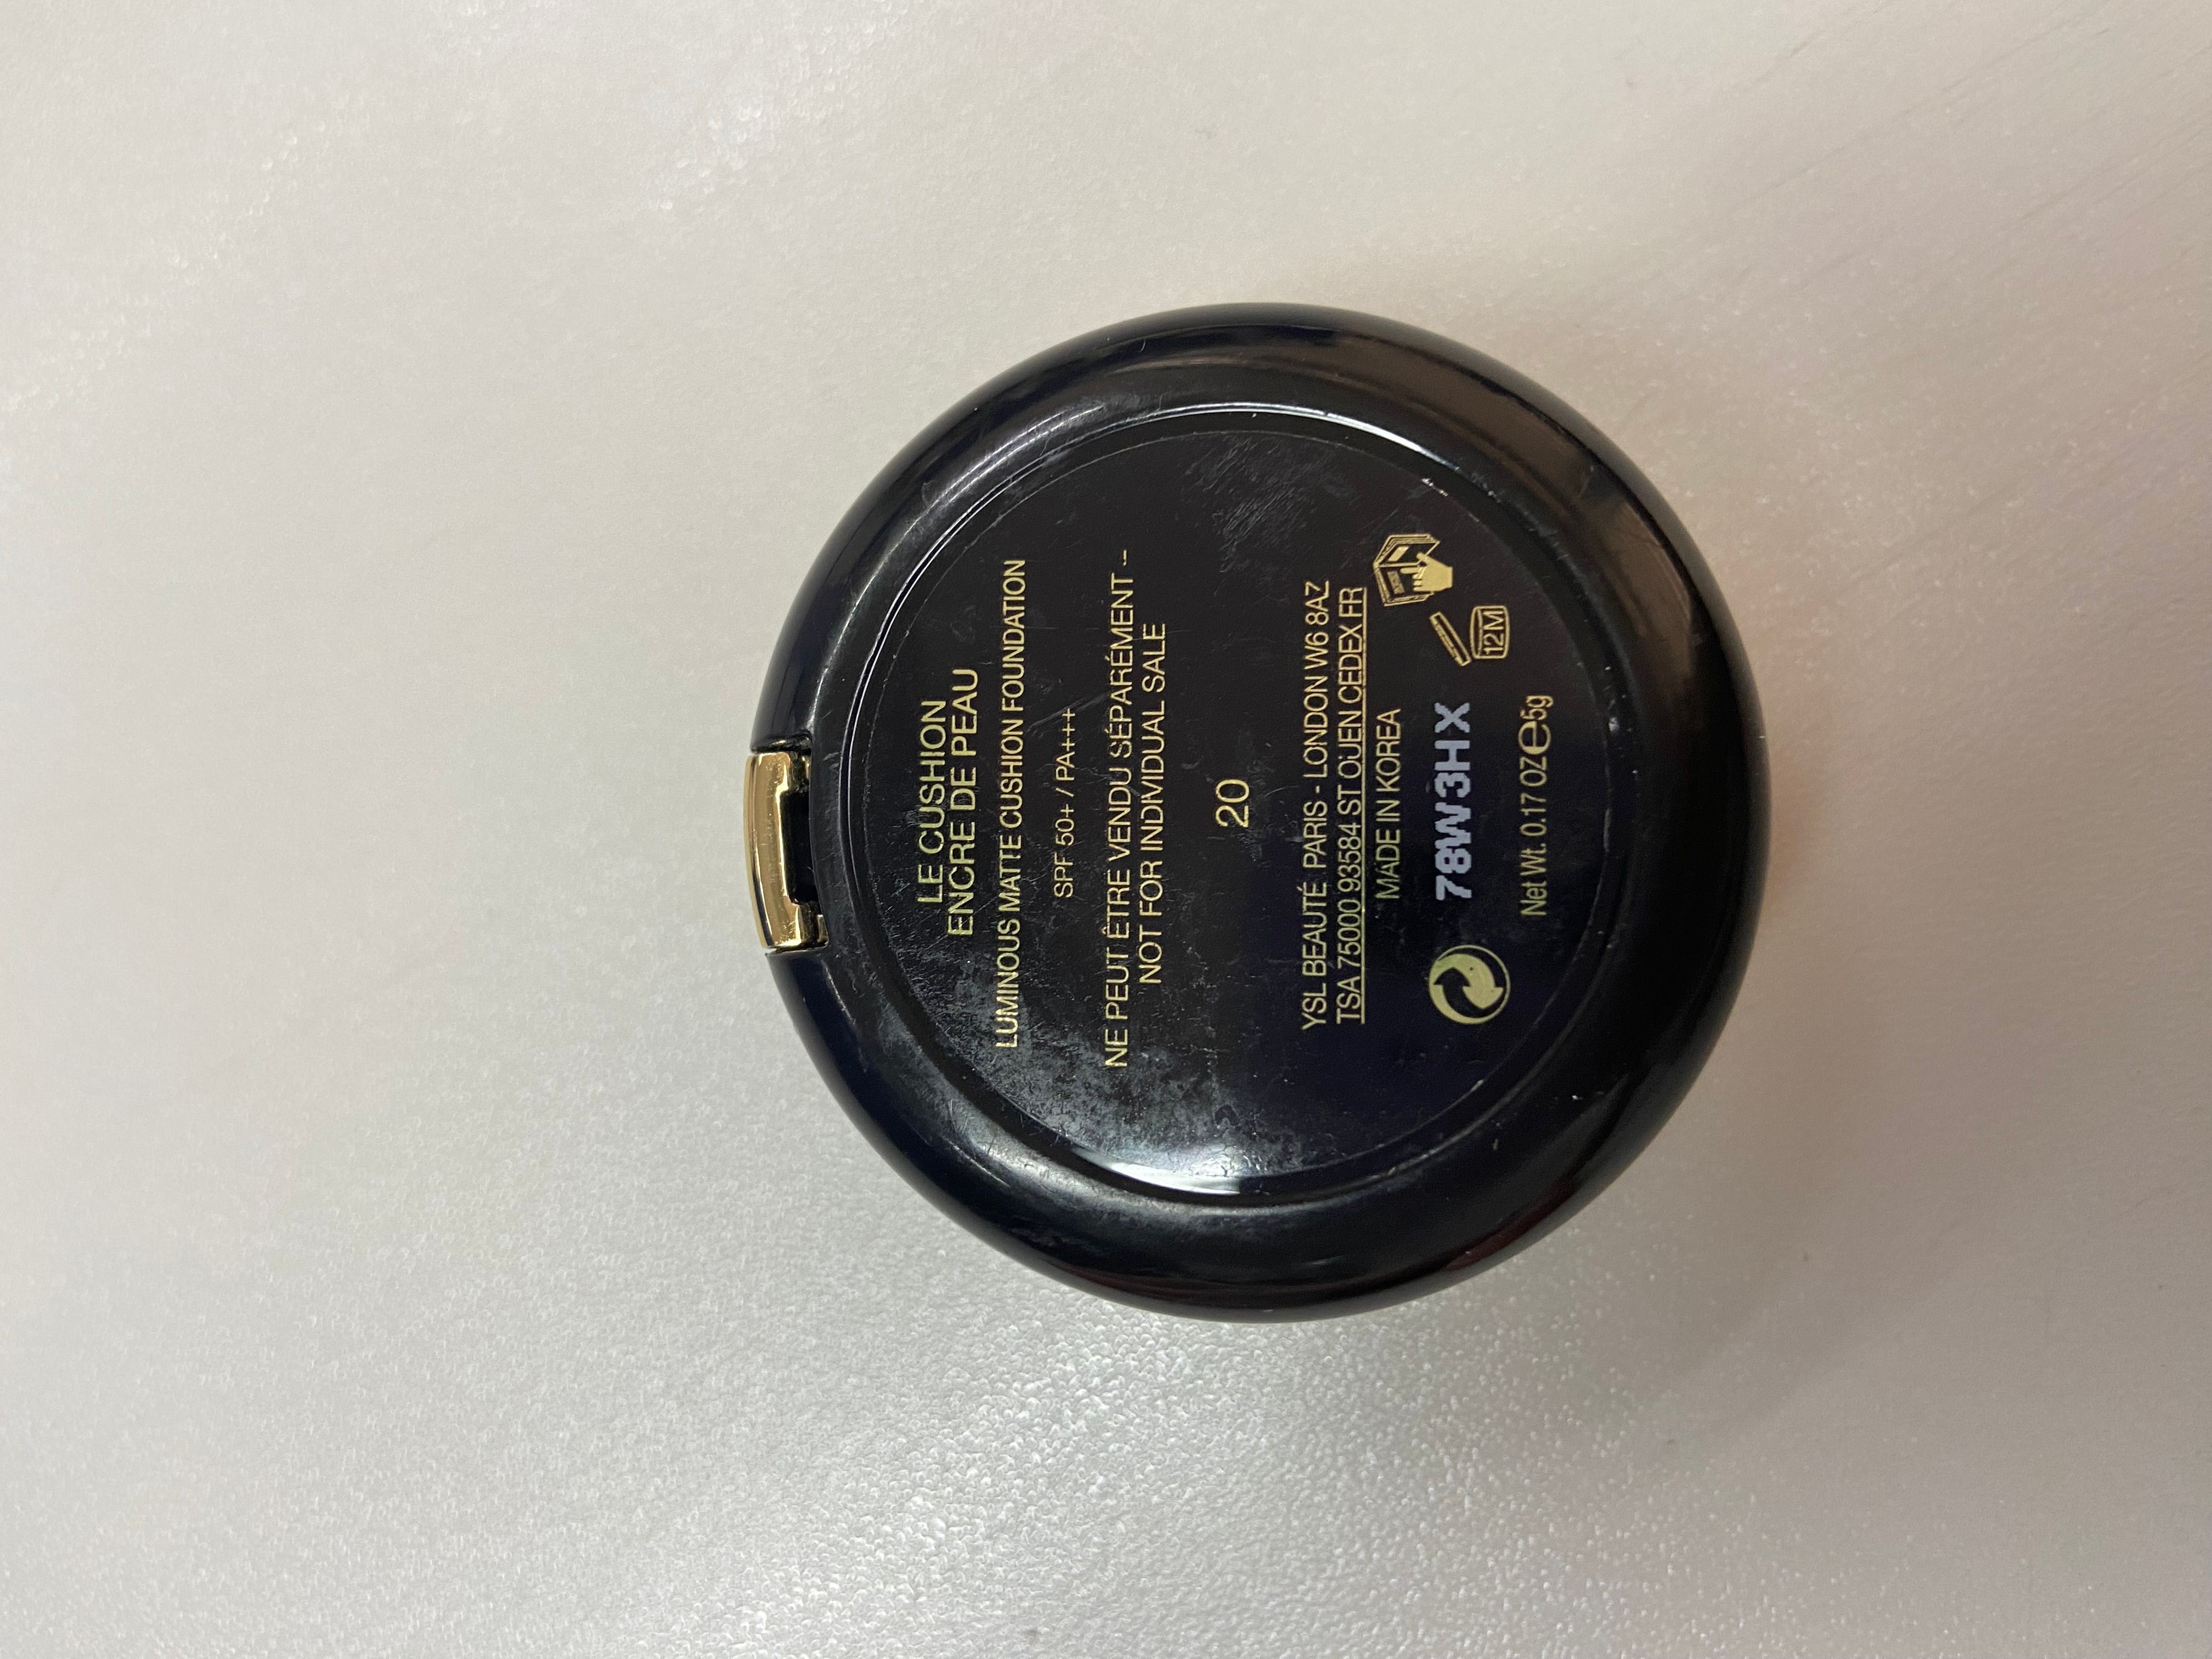 LE CUSHION
ENCRE DE PEAU
LUMINOUS MATTE CUSHION FOUNDATION
SPF 50+ / PA+++
NE PEUT ÊTRE VENDU SÉPARÉMENT -
NOT FOR INDIVIDUAL SALE
20
YSL BEAUTÉ PARIS - LONDON W6 8AZ
TSA 75000 93584 ST OUEN CEDEX FR
MADE IN KOREA
78W3HX
12M
Net Wt. 0.17 OZ e 5g